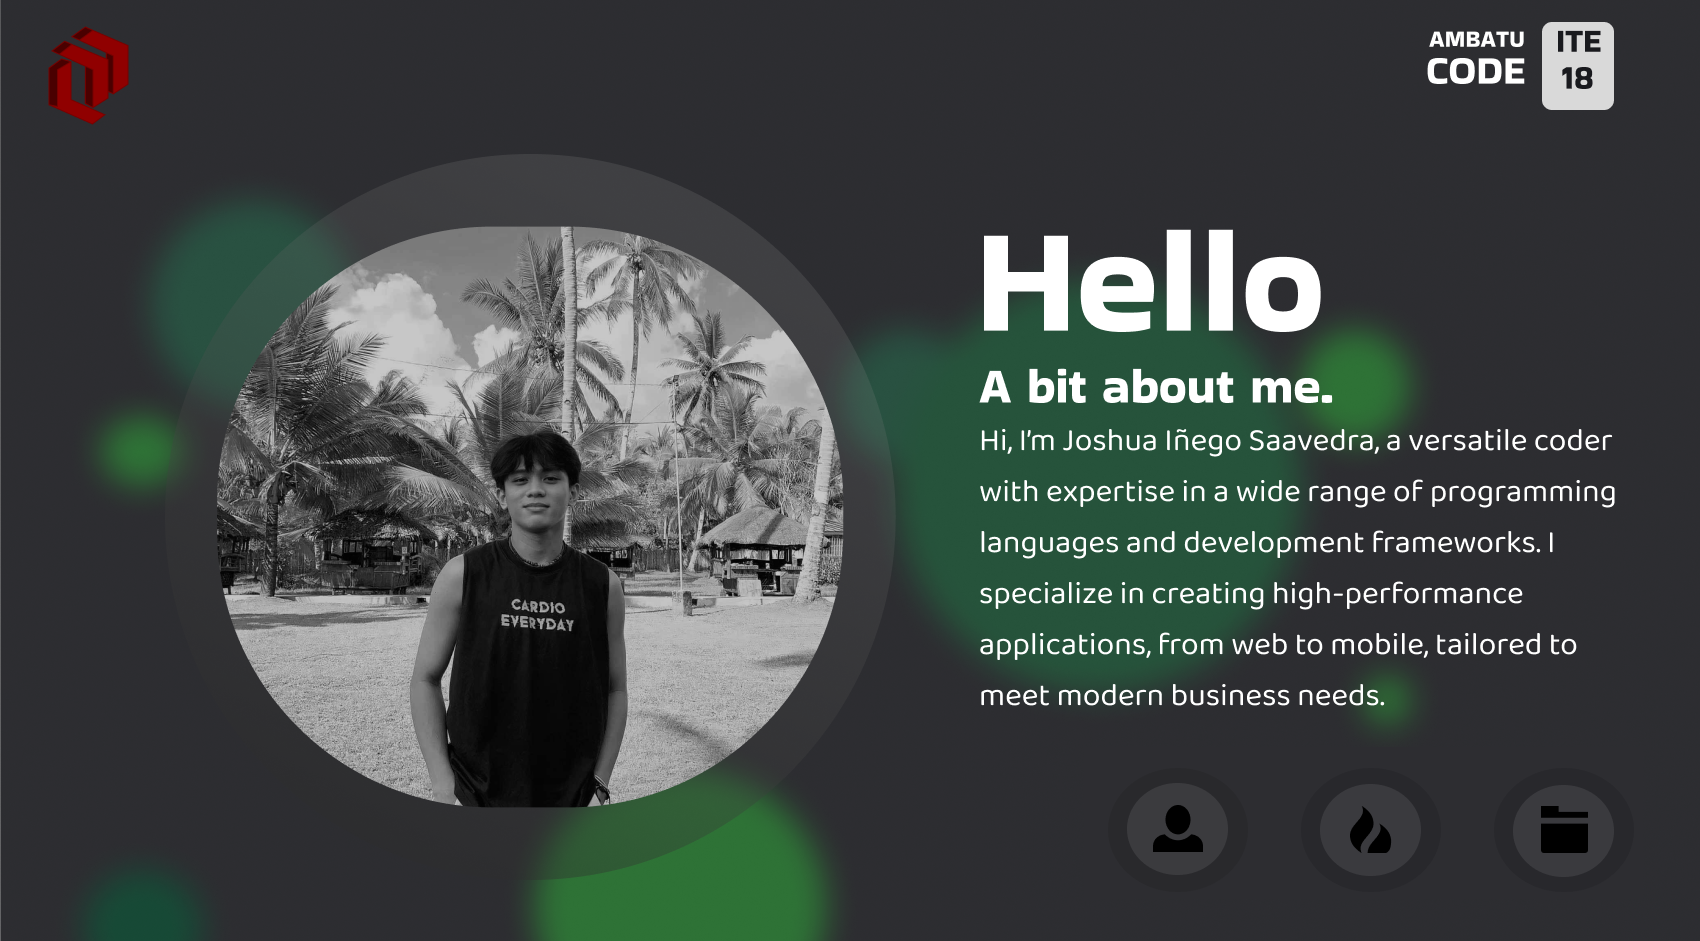 AMBATU
CODE
ITE
18
Hello
A bit about me.
Hi, I'm Joshua Iñego Saavedra, a versatile coder
with expertise in a wide range of programming
languages and development frameworks. I
specialize in creating high-performance
applications, from web to mobile, tailored to
meet modern business needs.
CARDIO
EVERYDAY